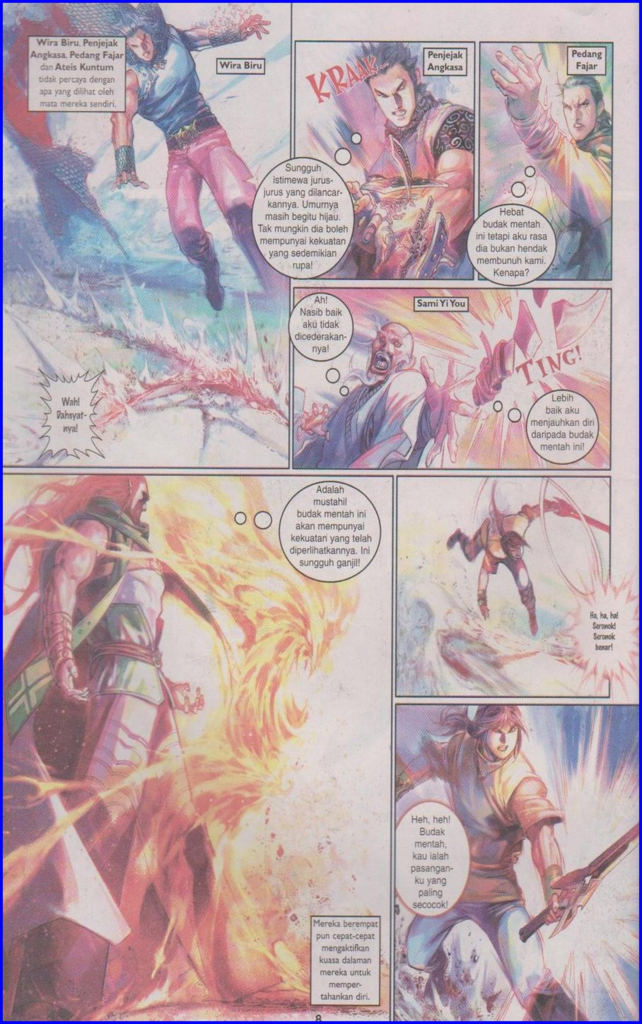 Wira Biru, Penjejak
Angkasa, Pedang Fajar
dan Ateis Kuntum
tidak percaya dengan
apa yang dilihat oleh
mata mereka sendiri.
Wira Biru
KRAAK
Penjejak
Angkasa
Sungguh
istimewa jurus-
jurus yang dilancar-
kannya. Umurnya
masih begitu hijau.
Tak mungkin dia boleh
mempunyai kekuatan
yang sedemikian
rupa!
Pedang
Fajar
Hebat
budak mentah
ini tetapi aku rasa
dia bukan hendak
membunuh kami.
Kenapa?
Wah!
Dahsyat-
nya!
Ah!
Nasib baik
aku tidak
dicederakan-
nya!
Sami Yi You
TING!
Lebih
baik aku
menjauhkan diri
daripada budak
mentah ini!
Adalah
mustahil
budak mentah ini
akan mempunyai
kekuatan yang telah
diperlihatkannya. Ini
sungguh ganjil!
Ha, ha, ha!
Seronok!
Seronok
benar!
Heh, heh!
Budak
mentah,
kau ialah
pasangan-
ku yang
paling
secocok!
Mereka berempat
pun cepat-cepat
mengaktifkan
kuasa dalaman
mereka untuk
memper-
tahankan diri.
8